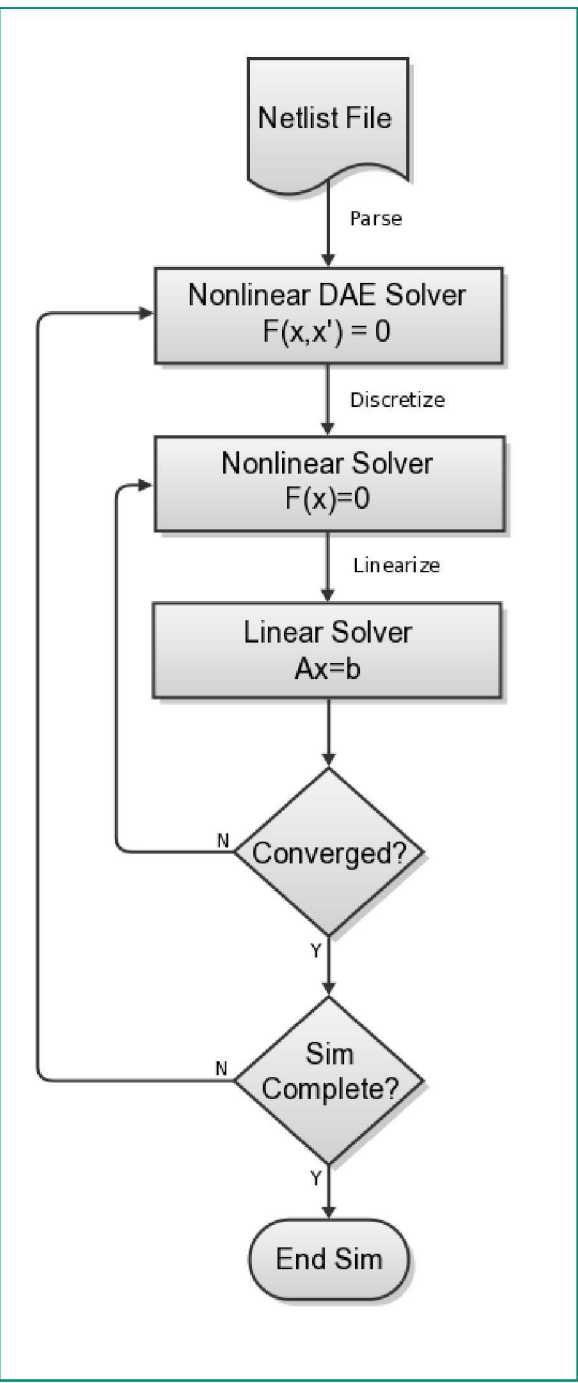 Netlist File
Parse
Nonlinear DAE Solver
F(x,x') = 0
Discretize
Nonlinear Solver
F(x)=0
Linearize
Linear Solver
Ax=b
N
Converged?
Y
N
Sim
Complete?
Y
End Sim